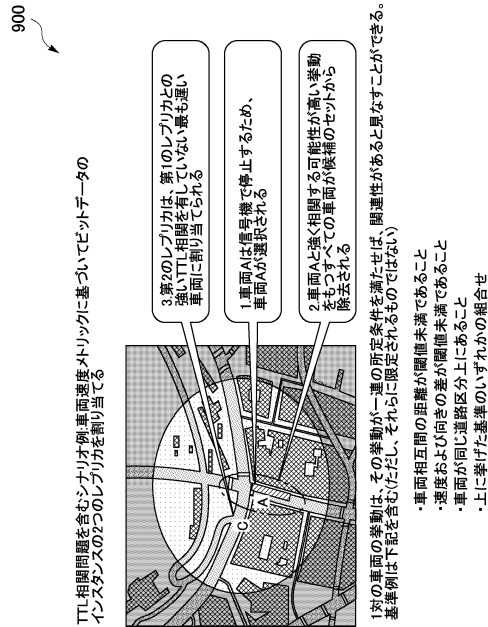 900
TTL相関問題を含むシナリオ例:車両速度メトリックに基づいてビットデータの
インスタンスの2つのレプリカを割り当てる
3.第2のレプリカは、第1のレプリカとの
強いTTL相関を有していない最も遅い
車両に割り当てられる
1.車両Aは信号機で停止するため、
車両Aが選択される
2.車両Aと強く相関する可能性が高い挙動
をもつすべての車両が候補のセットから
除去される
C
A
1対の車両の挙動は、その挙動が一連の所定条件を満たせば、関連性があると見なすことができる。
基準例は下記を含む(ただし、それらに限定されるものではない)
・車両相互間の距離が閾値未満であること
・速度および向きの差が閾値未満であること
・車両が同じ道路区分上にあること
・上に挙げた基準のいずれかの組合せ